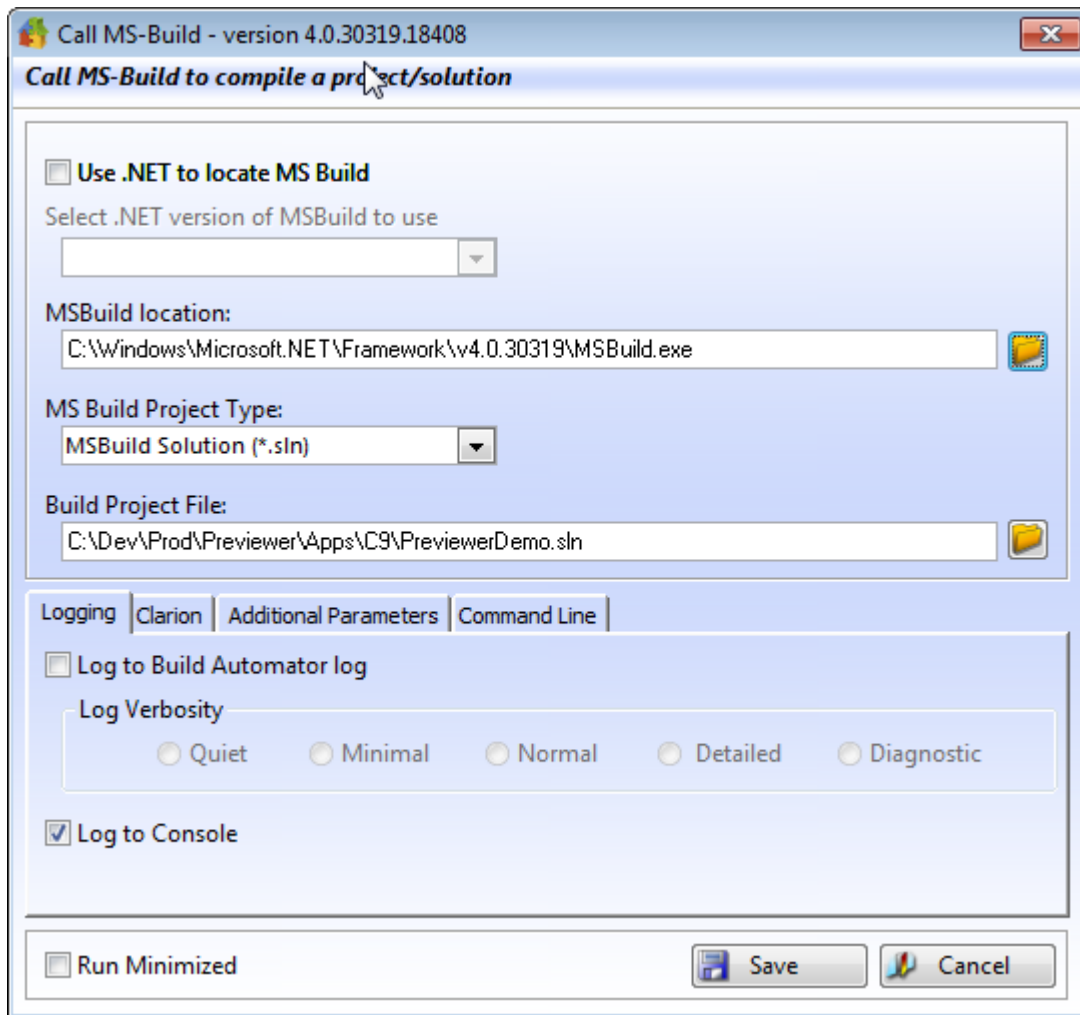 Call MS-Build - version 4.0.30319.18408
Call MS-Build to compile a project/solution
Use .NET to locate MS Build
Select .NET version of MSBuild to use
MSBuild location:
C:\Windows\Microsoft.NET\Framework\v4.0.30319\MSBuild.exe
MS Build Project Type:
MSBuild Solution (*.sln)
Build Project File:
C:\Dev\Prod\Previewer\Apps\C9\PreviewerDemo.sln
Logging Clarion Additional Parameters Command Line
Log to Build Automator log
Log Verbosity
Quiet Minimal Normal Detailed Diagnostic
Log to Console
Run Minimized Save Cancel